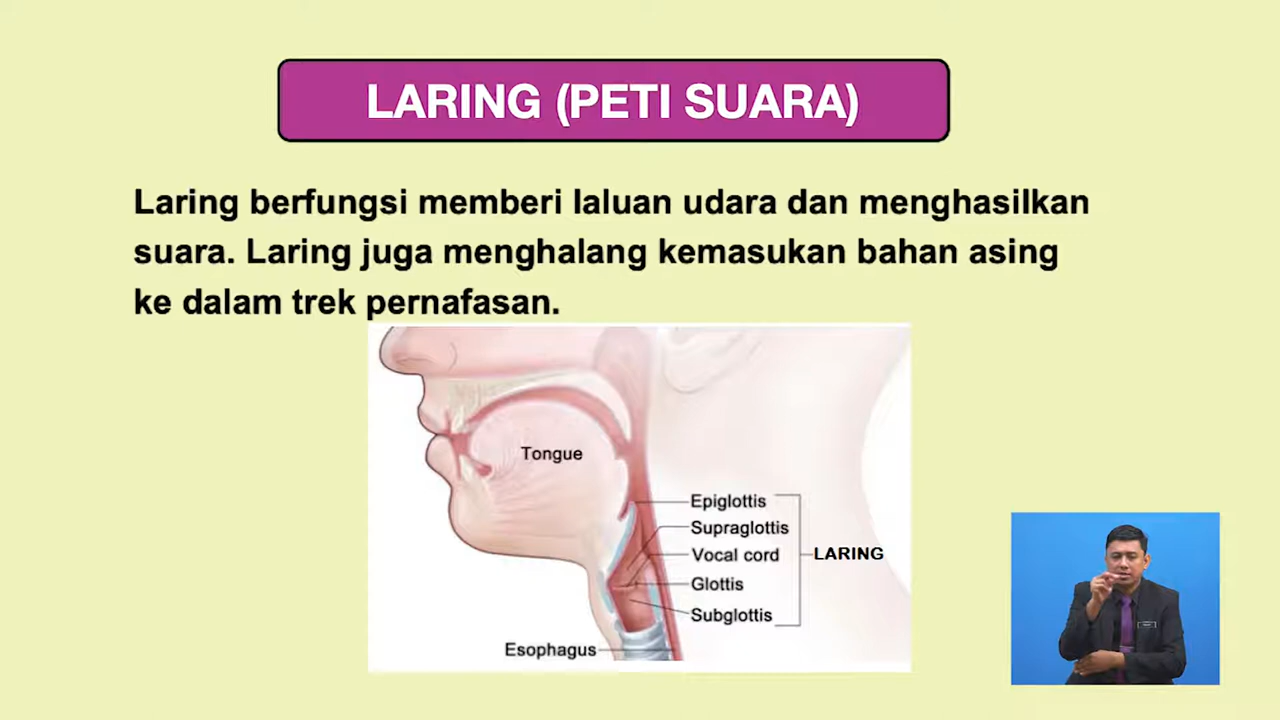 LARING (PETI SUARA)
Laring berfungsi memberi laluan udara dan menghasilkan
suara. Laring juga menghalang kemasukan bahan asing
ke dalam trek pernafasan.
Tongue
Epiglottis
Supraglottis
Vocal cord
LARING
Glottis
Subglottis
Esophagus